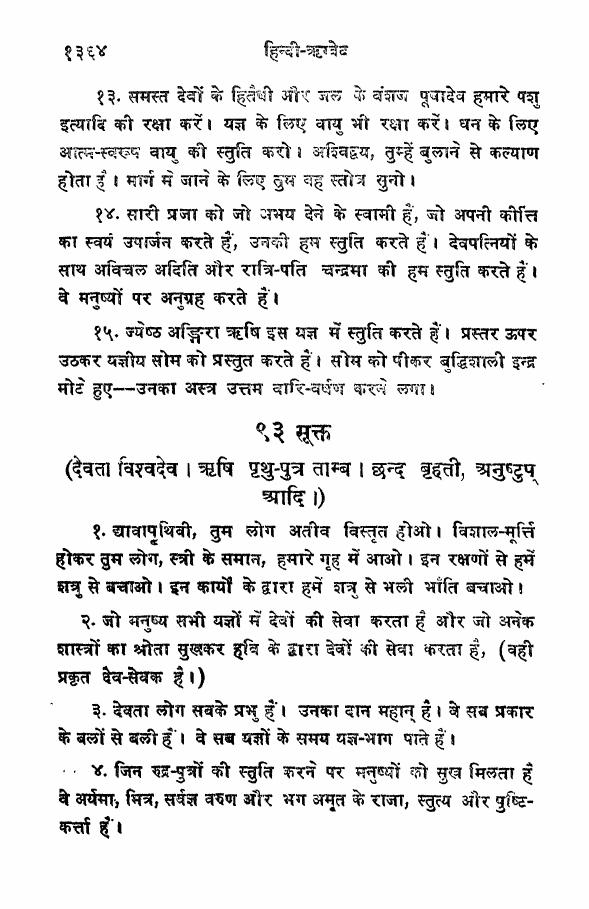 १३६४ हिन्दी-ऋग्वेद
१३. समस्त देवों के हितैषी और जल के वंशज पूषादेव हमारे पशु
इत्यादि की रक्षा करें। यज्ञ के लिए वायु भी रक्षा करें। धन के लिए
आत्म-स्वरूप वायु की स्तुति करो। अश्विद्वय, तुम्हें बुलाने से कल्याण
होता है। मार्ग में जाने के लिए तुम वह स्तोत्र सुनो।
१४. सारी प्रजा को जो अभय देने के स्वामी हैं, जो अपनी कीर्त्ति
का स्वयं उपार्जन करते हैं, उनकी हम स्तुति करते हैं। देवपत्नियों के
साथ अविचल अदिति और रात्रि-पति चन्द्रमा की हम स्तुति करते हैं।
वे मनुष्यों पर अनुग्रह करते हैं।
१५. ज्येष्ठ अङ्गिरा ऋषि इस यज्ञ में स्तुति करते हैं। प्रस्तर ऊपर
उठकर यज्ञीय सोम को प्रस्तुत करते हैं। सोम को पीकर बुद्धिशाली इन्द्र
मोटे हुए--उनका अस्त्र उत्तम वारि-वर्षण करने लगा।
९३ सूक्त
(देवता विश्वदेव। ऋषि पृथु-पुत्र ताम्ब। छन्द बृहती, अनुष्टुप्
आदि।)
१. द्यावापृथिवी, तुम लोग अतीव विस्तृत होओ। विशाल-मूर्त्ति
होकर तुम लोग, स्त्री के समान, हमारे गृह में आओ। इन रक्षणों से हमें
शत्रु से बचाओ। इन कार्यों के द्वारा हमें शत्रु से भली भाँति बचाओ।
२. जो मनुष्य सभी यज्ञों में देवों की सेवा करता है और जो अनेक
शास्त्रों का श्रोता सुखकर हवि के द्वारा देवों की सेवा करता है, (वही
प्रकृत देव-सेवक है।)
३. देवता लोग सबके प्रभु हैं। उनका दान महान् है। वे सब प्रकार
के बलों से बली हैं। वे सब यज्ञों के समय यज्ञ-भाग पाते हैं।
४. जिन रुद्र-पुत्रों की स्तुति करने पर मनुष्यों को सुख मिलता है
वे अर्यमा, मित्र, सर्वज्ञ वरुण और भग अमृत के राजा, स्तुत्य और पुष्टि-
कर्त्ता हैं।